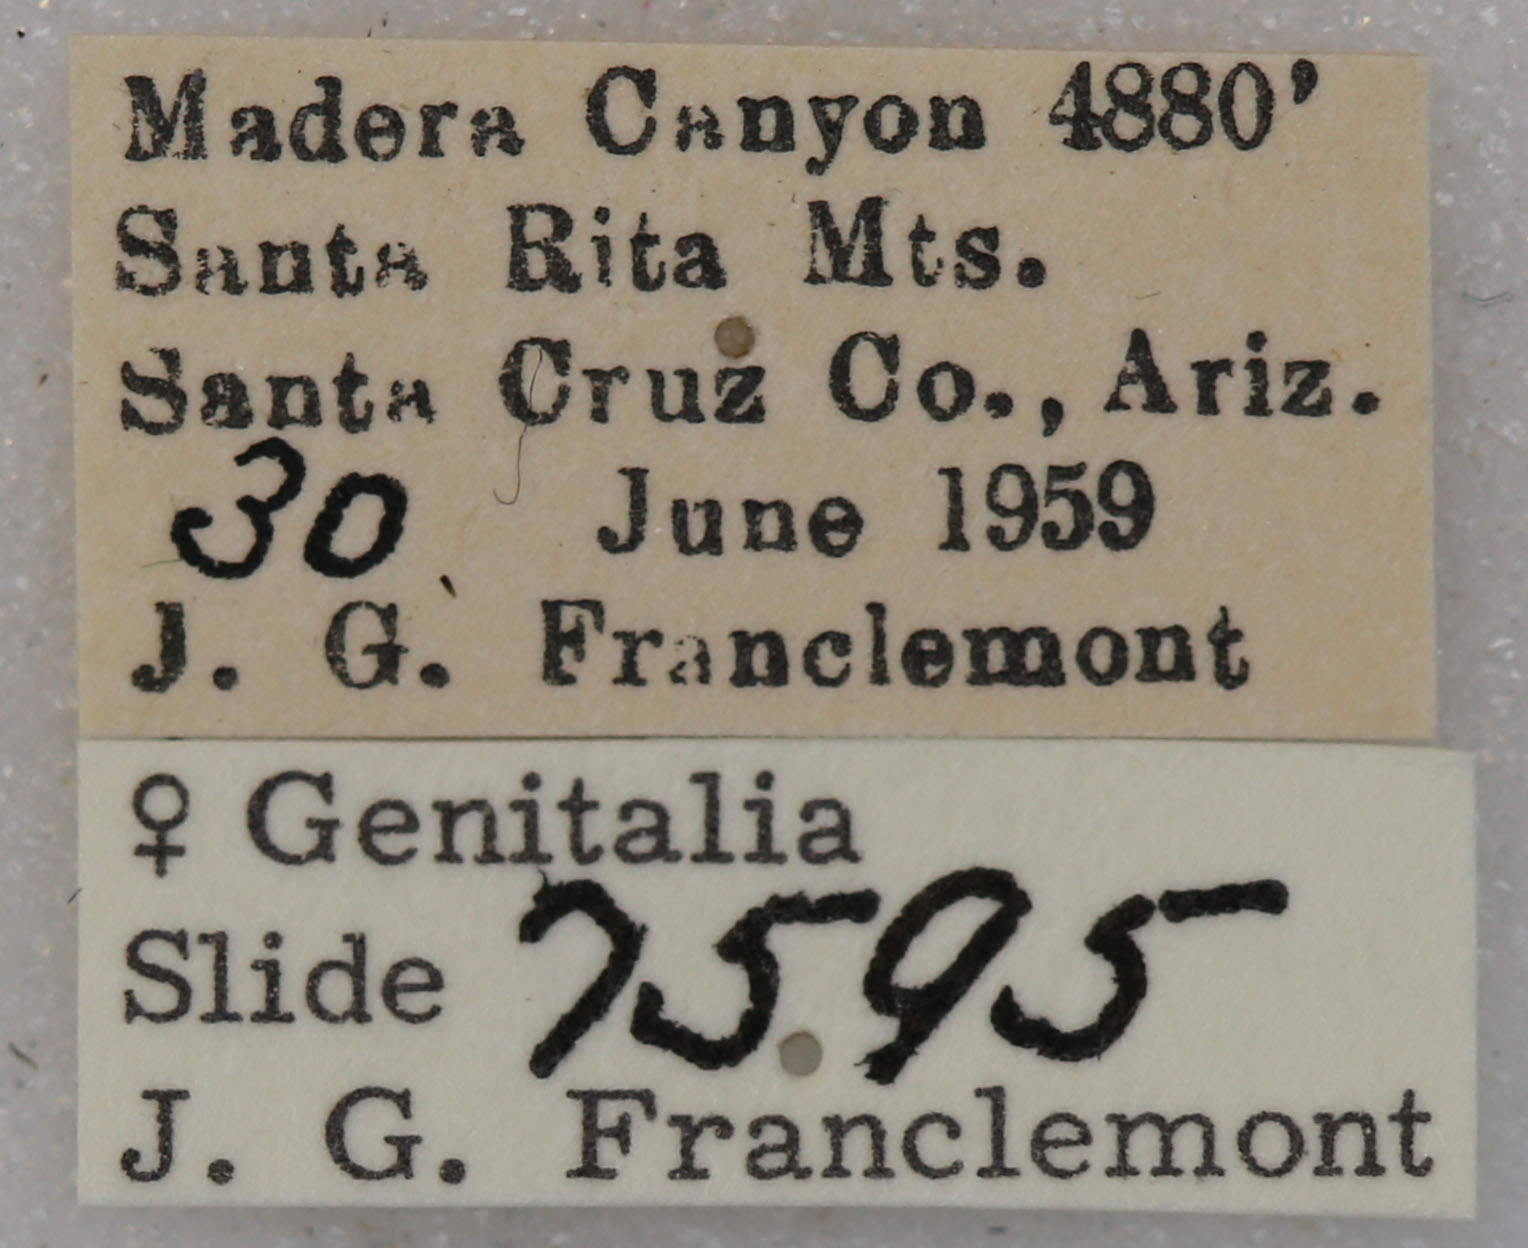 Madera Canyon 4880'
Santa Rita Mts.
Santa Cruz Co., Ariz.
30 June 1959
J. G. Franclemont
♀ Genitalia
Slide 7595
J. G. Franclemont